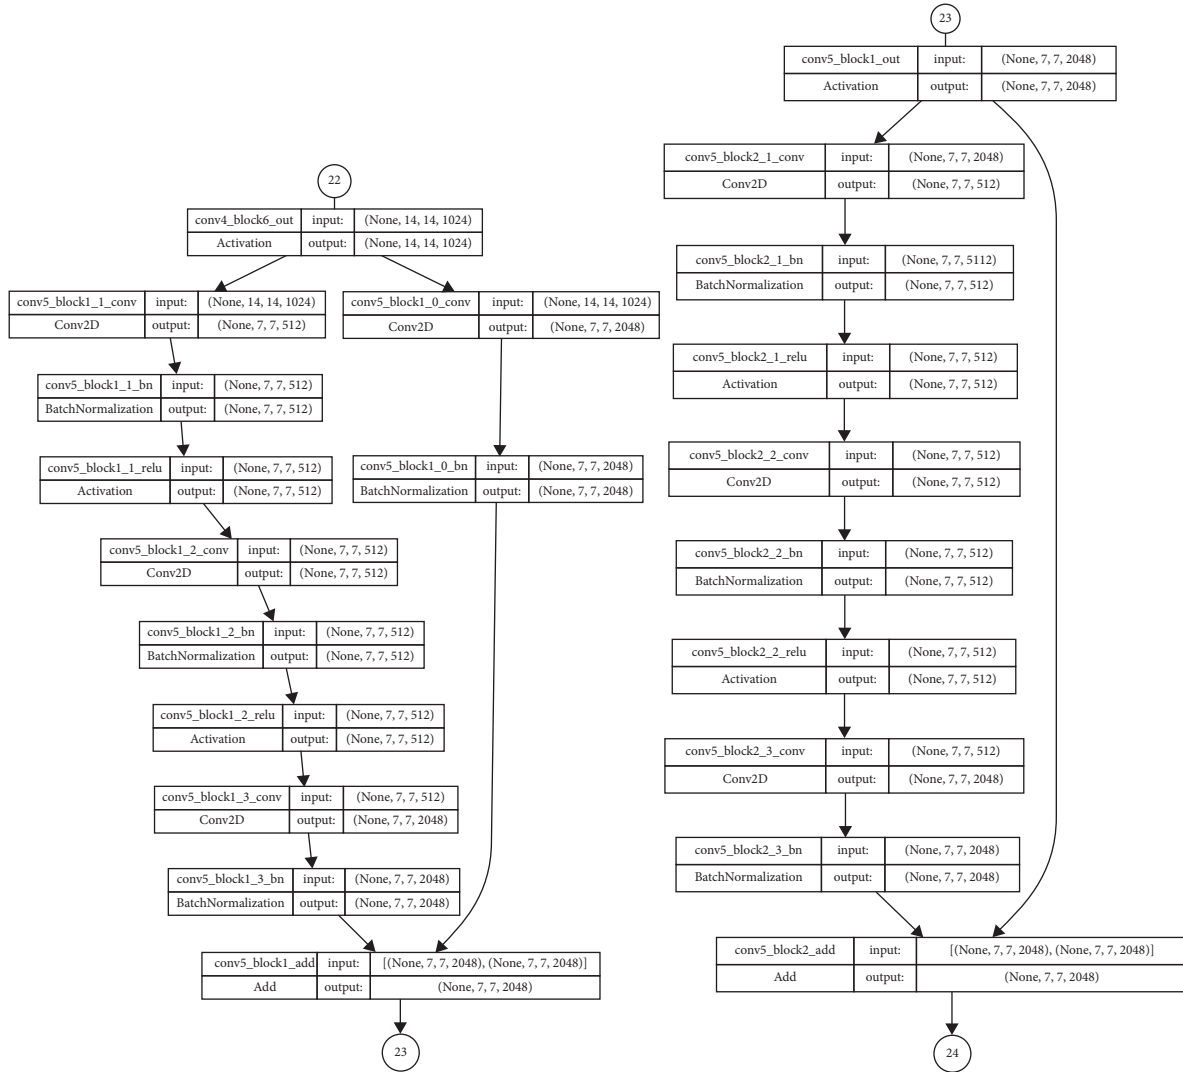 22
conv4_block6_out input: (None, 14, 14, 1024)
Activation output: (None, 14, 14, 1024)
conv5_block1_1_conv input: (None, 14, 14, 1024)
Conv2D output: (None, 7, 7, 512)
conv5_block1_0_conv input: (None, 14, 14, 1024)
Conv2D output: (None, 7, 7, 2048)
conv5_block1_1_bn input: (None, 7, 7, 512)
BatchNormalization output: (None, 7, 7, 512)
conv5_block1_1_relu input: (None, 7, 7, 512)
Activation output: (None, 7, 7, 512)
conv5_block1_0_bn input: (None, 7, 7, 2048)
BatchNormalization output: (None, 7, 7, 2048)
conv5_block1_2_conv input: (None, 7, 7, 512)
Conv2D output: (None, 7, 7, 512)
conv5_block1_2_bn input: (None, 7, 7, 512)
BatchNormalization output: (None, 7, 7, 512)
conv5_block1_2_relu input: (None, 7, 7, 512)
Activation output: (None, 7, 7, 512)
conv5_block1_3_conv input: (None, 7, 7, 512)
Conv2D output: (None, 7, 7, 2048)
conv5_block1_3_bn input: (None, 7, 7, 2048)
BatchNormalization output: (None, 7, 7, 2048)
conv5_block1_add input: [(None, 7, 7, 2048), (None, 7, 7, 2048)]
Add output: (None, 7, 7, 2048)
23
23
conv5_block1_out input: (None, 7, 7, 2048)
Activation output: (None, 7, 7, 2048)
conv5_block2_1_conv input: (None, 7, 7, 2048)
Conv2D output: (None, 7, 7, 512)
conv5_block2_1_bn input: (None, 7, 7, 5112)
BatchNormalization output: (None, 7, 7, 512)
conv5_block2_1_relu input: (None, 7, 7, 512)
Activation output: (None, 7, 7, 512)
conv5_block2_2_conv input: (None, 7, 7, 512)
Conv2D output: (None, 7, 7, 512)
conv5_block2_2_bn input: (None, 7, 7, 512)
BatchNormalization output: (None, 7, 7, 512)
conv5_block2_2_relu input: (None, 7, 7, 512)
Activation output: (None, 7, 7, 512)
conv5_block2_3_conv input: (None, 7, 7, 512)
Conv2D output: (None, 7, 7, 2048)
conv5_block2_3_bn input: (None, 7, 7, 2048)
BatchNormalization output: (None, 7, 7, 2048)
conv5_block2_add input: [(None, 7, 7, 2048), (None, 7, 7, 2048)]
Add output: (None, 7, 7, 2048)
24